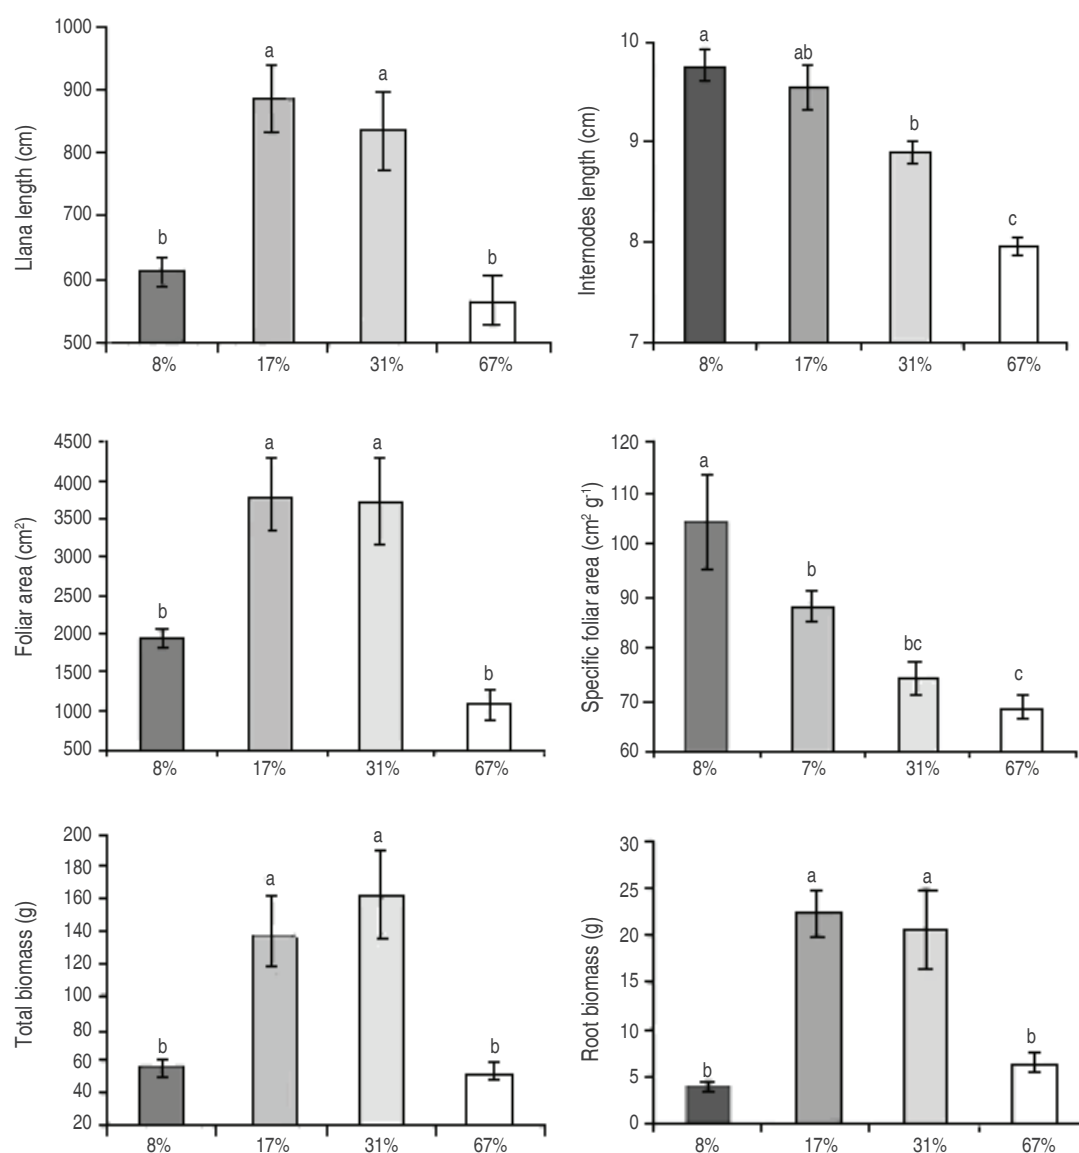 Llana length (cm)
1000
900
800
700
600
500
b
a
a
b
8% 17% 31% 67%
Internodes length (cm)
10
9
8
7
a
ab
b
c
8% 17% 31% 67%
Foliar area (cm²)
4500
4000
3500
3000
2500
2000
1500
1000
500
b
a
a
b
8% 17% 31% 67%
Specific foliar area (cm² g⁻¹)
120
110
100
90
80
70
60
a
b
bc
c
8% 7% 31% 67%
Total biomass (g)
200
180
160
140
120
100
80
60
40
20
b
a
a
b
8% 17% 31% 67%
Root biomass (g)
30
25
20
15
10
5
0
b
a
a
b
8% 17% 31% 67%